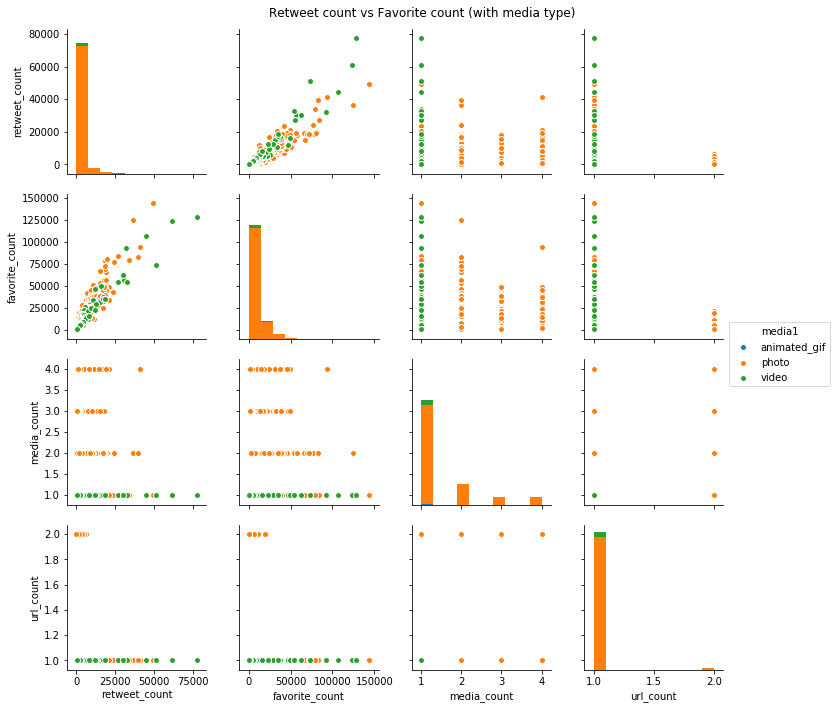 Retweet count vs Favorite count (with media type)
80000
60000
40000
20000
0
retweet_count
150000
125000
100000
75000
50000
25000
0
favorite_count
media1
animated_gif
photo
video
4.0
3.5
3.0
2.5
2.0
1.5
1.0
media_count
2.0
1.8
1.6
1.4
1.2
1.0
url_count
0 25000 50000 75000
retweet_count
0 50000 100000 150000
favorite_count
1 2 3 4
media_count
1.0 1.5 2.0
url_count